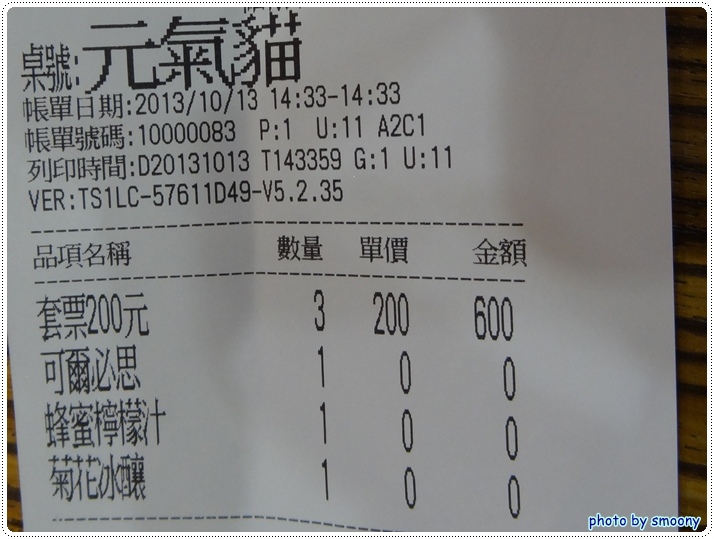 桌號:元氣貓
帳單日期:2013/10/13 14:33-14:33
帳單號碼:10000083 P:1 U:11 A2C1
列印時間:D20131013 T143359 G:1 U:11
VER:TS1LC-57611D49-V5.2.35
品項名稱 數量 單價 金額
套票200元 3 200 600
可爾必思 1 0 0
蜂蜜檸檬汁 1 0 0
菊花冰釀 1 0 0
photo by smoony